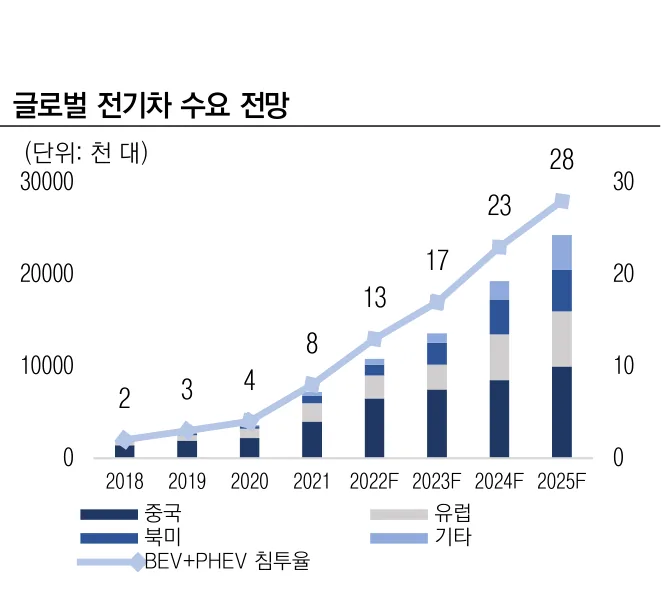 글로벌 전기차 수요 전망
(단위: 천 대)
30000 30
20000 20
10000 10
0 0
2 3 4 8 13 17 23 28
2018 2019 2020 2021 2022F 2023F 2024F 2025F
중국 유럽
북미 기타
BEV+PHEV 침투율